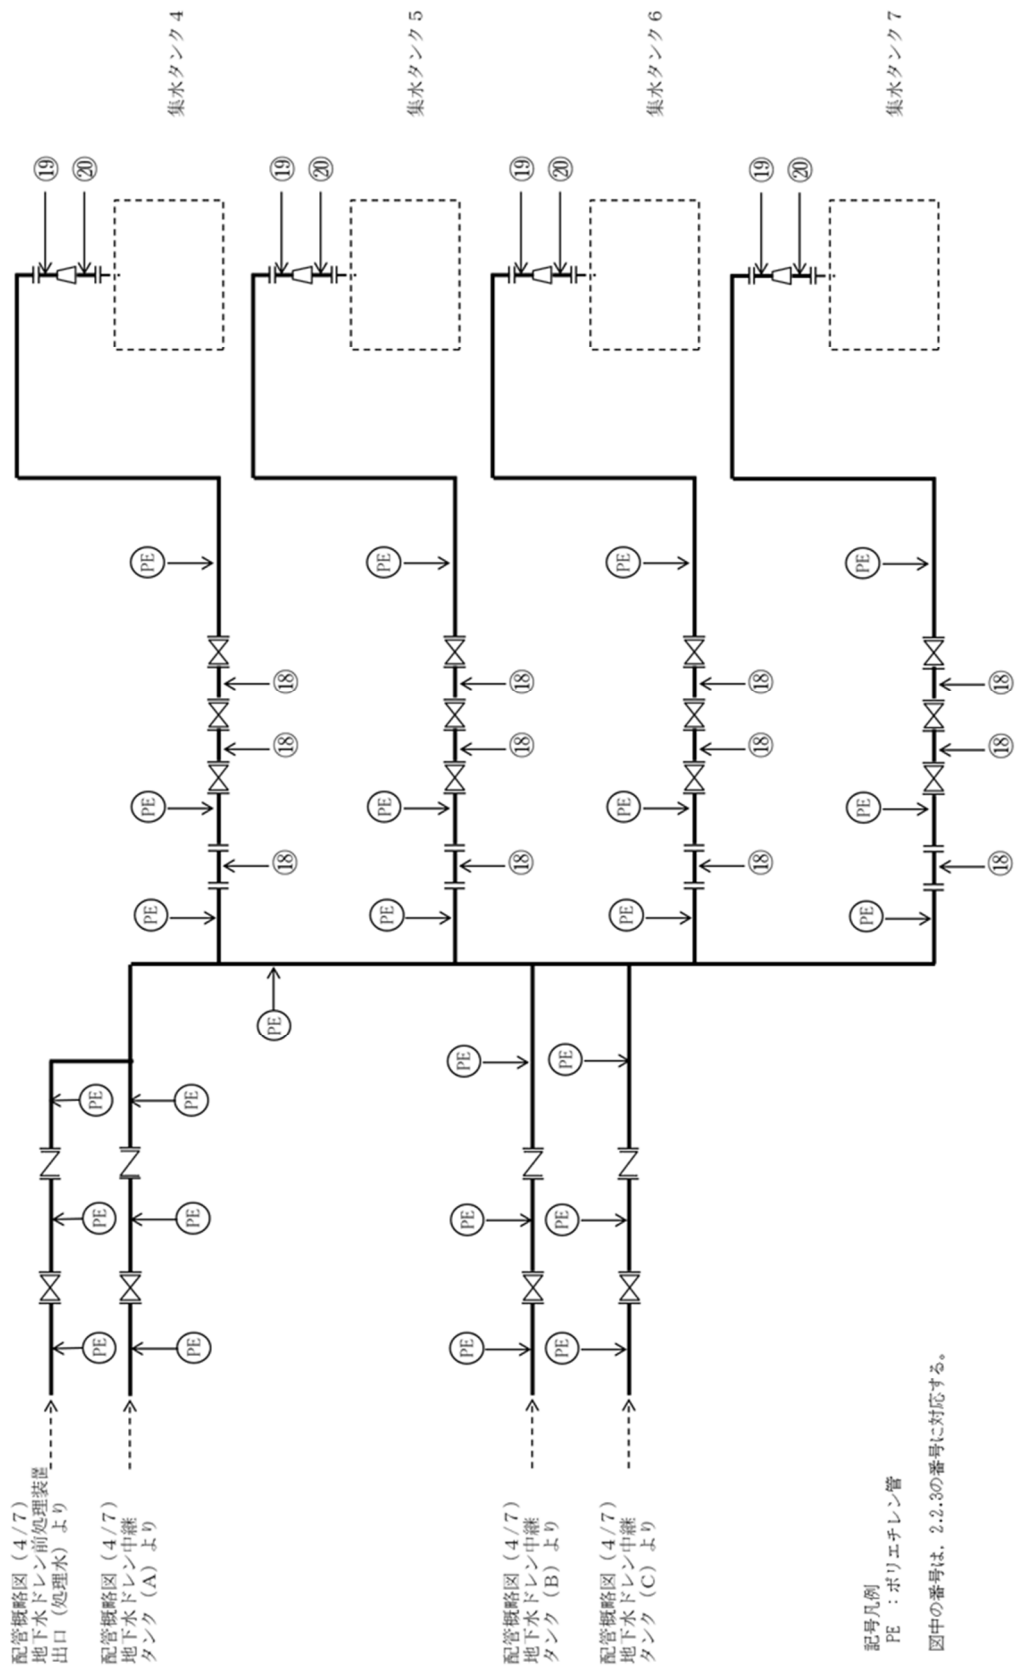 配管概略図（４/７）
地下水ドレン前処理装置
出口（処理水）より
配管概略図（４/７）
地下水ドレン中継
タンク（A）より
配管概略図（４/７）
地下水ドレン中継
タンク（B）より
配管概略図（４/７）
地下水ドレン中継
タンク（C）より
PE
PE
PE
PE
PE
PE
PE
PE
PE
PE
PE
PE
PE
PE ⑱ PE ⑱ ⑱ PE ⑲ ⑳ 集水タンク４
PE ⑱ PE ⑱ ⑱ PE ⑲ ⑳ 集水タンク５
PE ⑱ PE ⑱ ⑱ PE ⑲ ⑳ 集水タンク６
PE ⑱ PE ⑱ ⑱ PE ⑲ ⑳ 集水タンク７
記号凡例
PE ：ポリエチレン管
図中の番号は，2.2.3の番号に対応する。